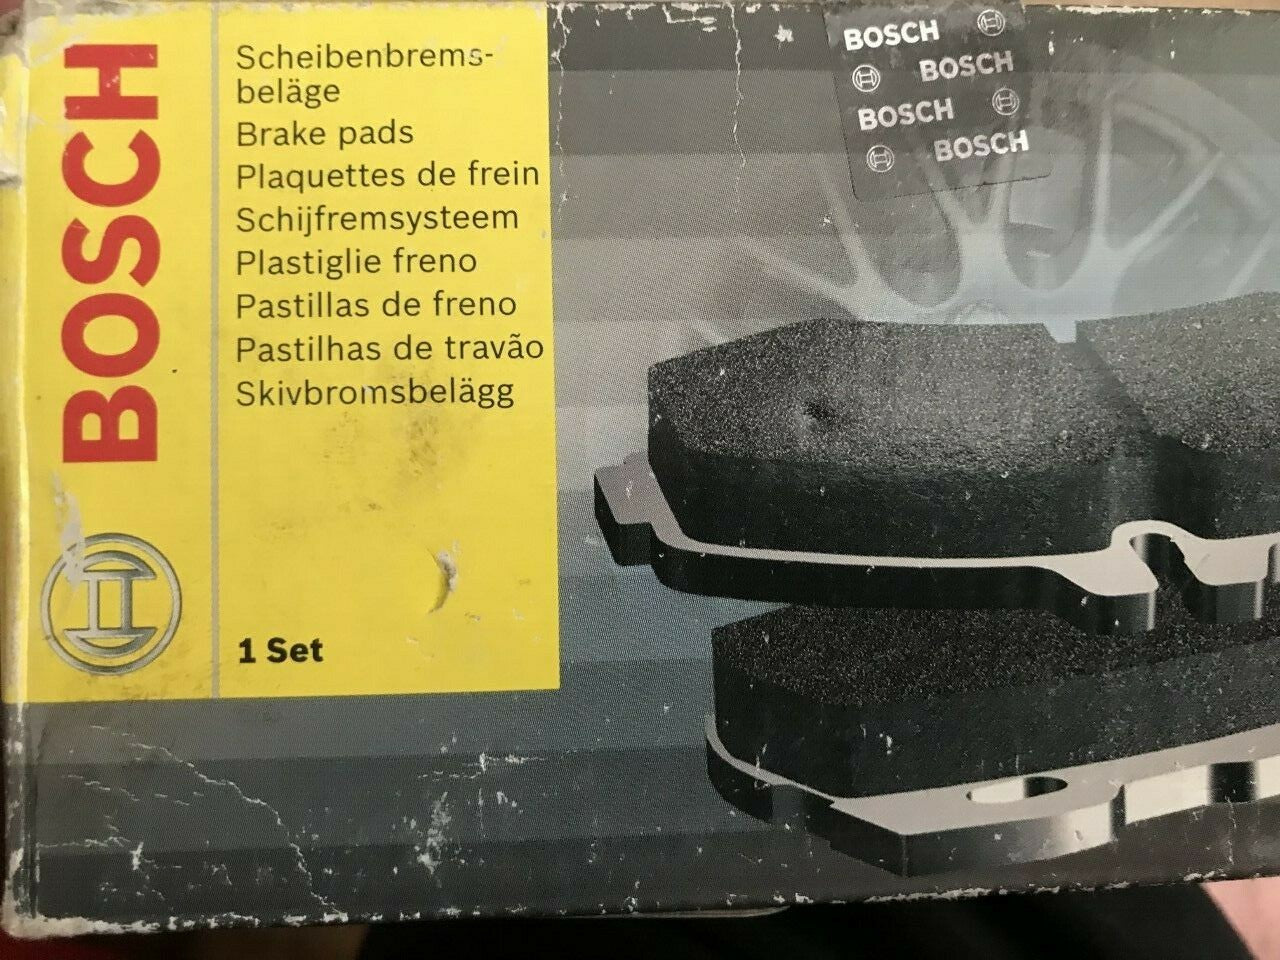 BOSCH
Scheibenbrems-
beläge
Brake pads
Plaquettes de frein
Schijfremsysteem
Plastiglie freno
Pastillas de freno
Pastilhas de travão
Skivbromsbelägg
1 Set
BOSCH
BOSCH
BOSCH
BOSCH